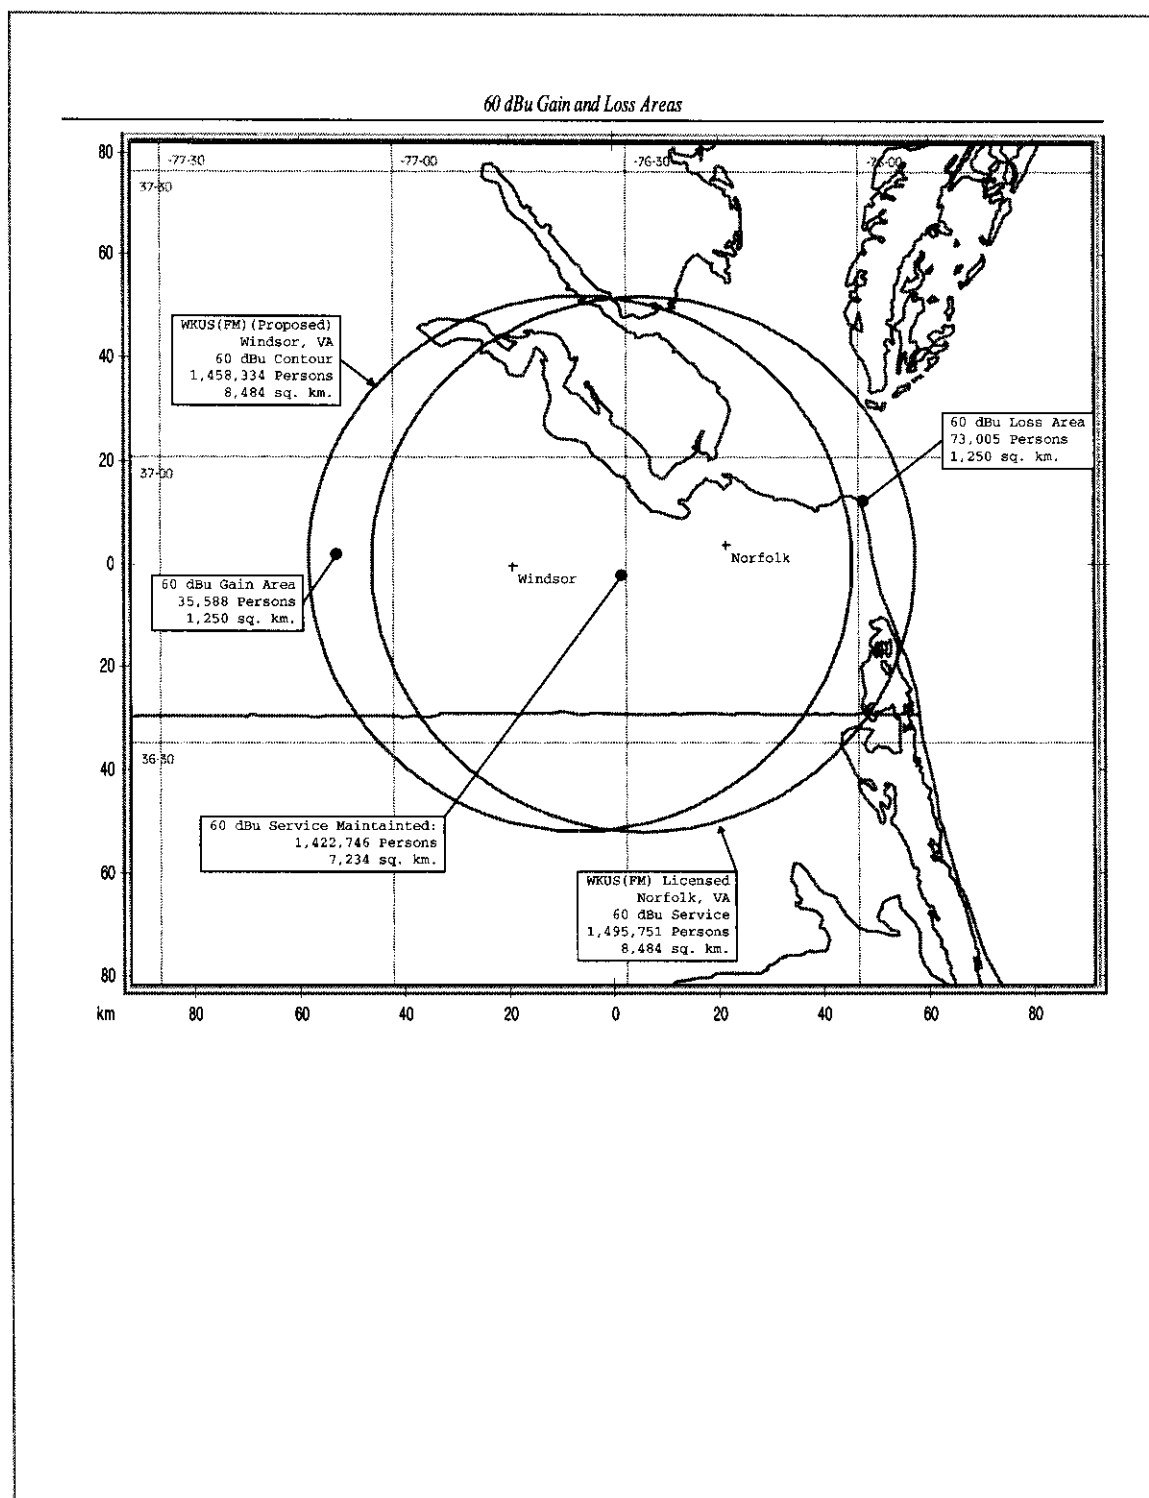 60 dBu Gain and Loss Areas
80
-77-30
-77-00
-76-30
-76-00
37-30
60
WKUS(FM)(Proposed)
Windsor, VA
60 dBu Contour
1,458,334 Persons
8,484 sq. km.
40
60 dBu Loss Area
73,005 Persons
1,250 sq. km.
20
37-00
0
Norfolk
Windsor
60 dBu Gain Area
35,588 Persons
1,250 sq. km.
20
36-30
40
60 dBu Service Maintainted:
1,422,746 Persons
7,234 sq. km.
60
WKUS(FM) Licensed
Norfolk, VA
60 dBu Service
1,495,751 Persons
8,484 sq. km.
80
km 80 60 40 20 0 20 40 60 80